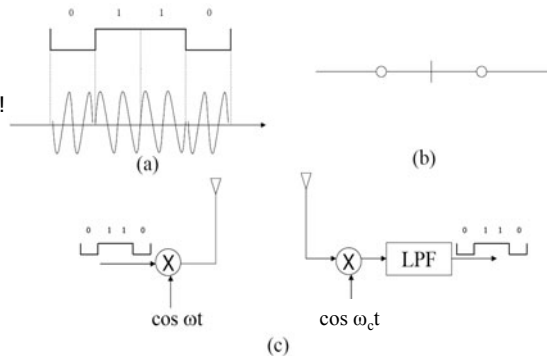 0 1 1 0
!
(a)
(b)
0 1 1 0
X
cos ωt
X
LPF
0 1 1 0
cos ω_ct
(c)